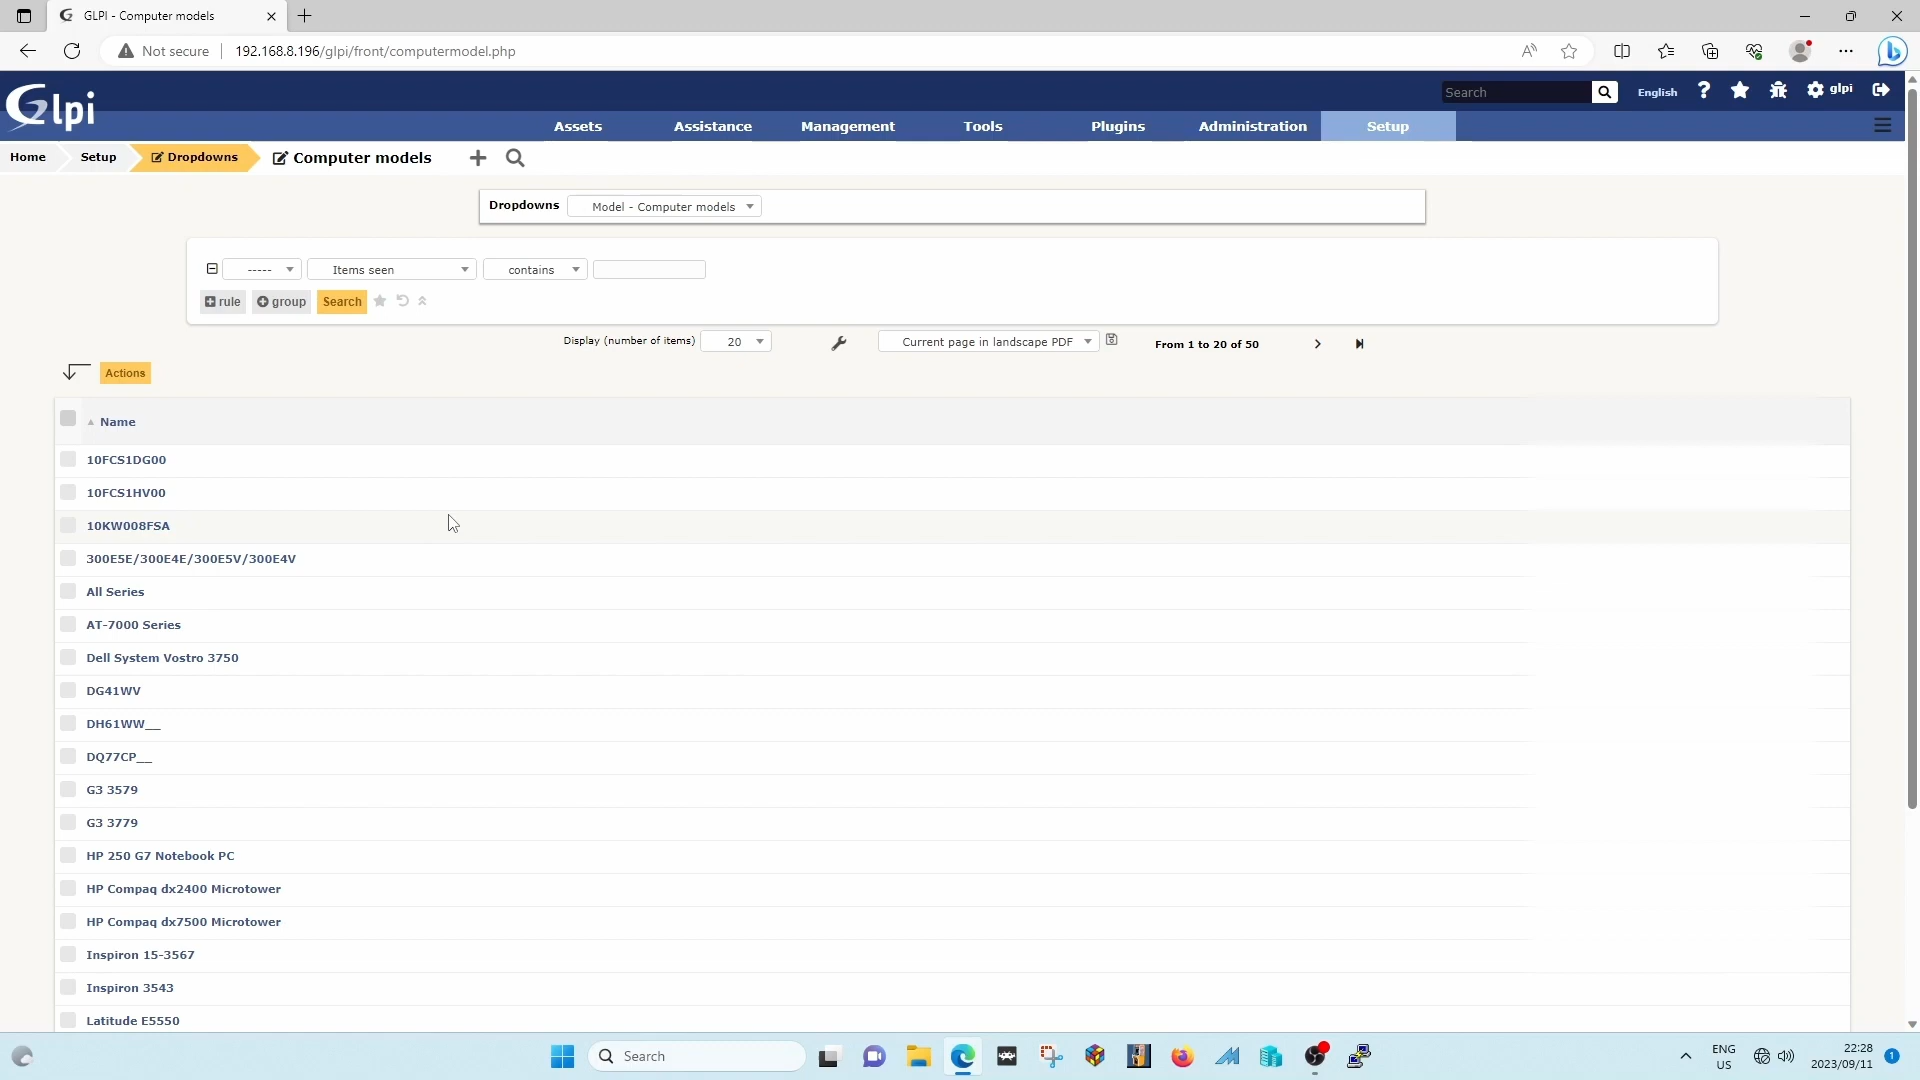 GLPI - Computer models
Not secure
192.168.8.196/glpi/front/computermodel.php
Glpi
Search
English
glpi
Assets
Assistance
Management
Tools
Plugins
Administration
Setup
Home
Setup
Dropdowns
Computer models
Dropdowns
Model - Computer models
-----
Items seen
contains
rule
group
Search
Display (number of items)
20
Current page in landscape PDF
From 1 to 20 of 50
Actions
Name
10FCS1DG00
10FCS1HV00
10KW008FSA
300E5E/300E4E/300E5V/300E4V
All Series
AT-7000 Series
Dell System Vostro 3750
DG41WV
DH61WW__
DQ77CP__
G3 3579
G3 3779
HP 250 G7 Notebook PC
HP Compaq dx2400 Microtower
HP Compaq dx7500 Microtower
Inspiron 15-3567
Inspiron 3543
Latitude E5550
Search
ENG
US
22:28
2023/09/11
1